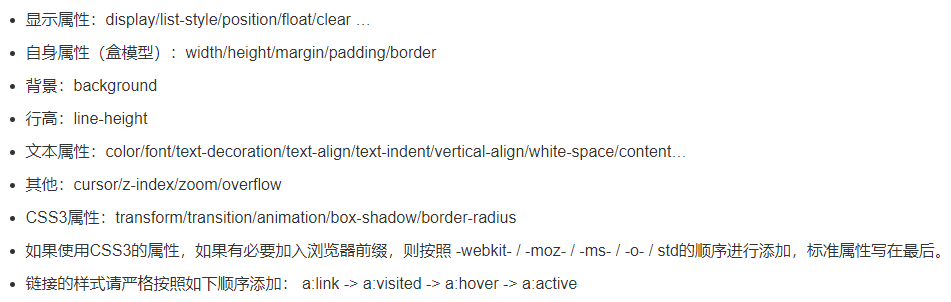 显示属性：display/list-style/position/float/clear …
自身属性（盒模型）：width/height/margin/padding/border
背景：background
行高：line-height
文本属性：color/font/text-decoration/text-align/text-indent/vertical-align/white-space/content…
其他：cursor/z-index/zoom/overflow
CSS3属性：transform/transition/animation/box-shadow/border-radius
如果使用CSS3的属性，如果有必要加入浏览器前缀，则按照 -webkit- / -moz- / -ms- / -o- / std的顺序进行添加，标准属性写在最后。
链接的样式请严格按照如下顺序添加： a:link -> a:visited -> a:hover -> a:active